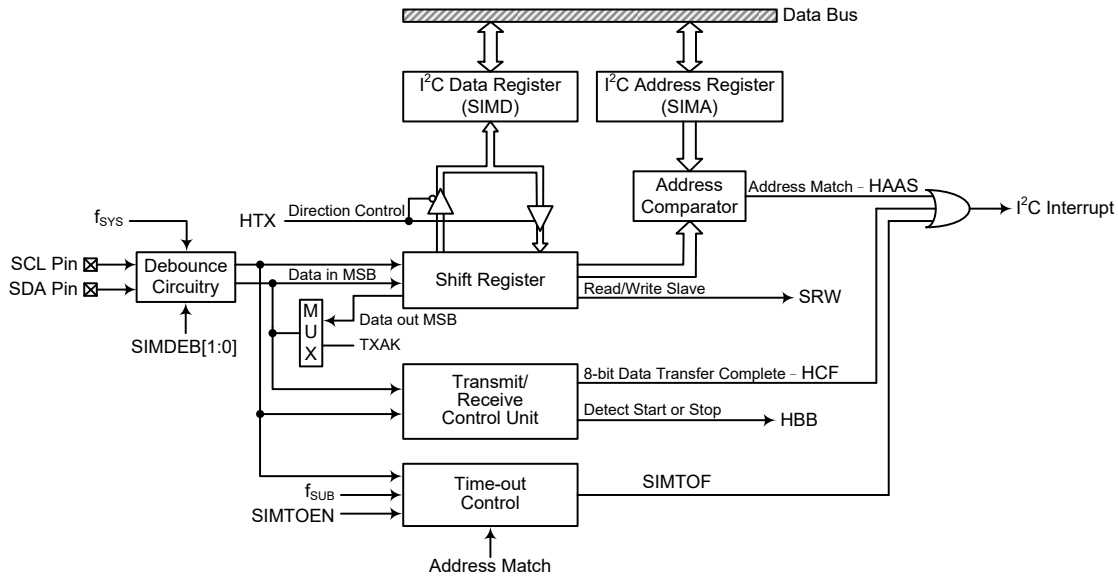 Data Bus
I²C Data Register
(SIMD)
I²C Address Register
(SIMA)
Address
Comparator
Address Match - HAAS
I²C Interrupt
HTX
Direction Control
fSYS
SCL Pin
SDA Pin
Debounce
Circuitry
SIMDEB[1:0]
Data in MSB
Shift Register
Read/Write Slave
SRW
M
U
X
Data out MSB
TXAK
Transmit/
Receive
Control Unit
8-bit Data Transfer Complete - HCF
Detect Start or Stop
HBB
fSUB
SIMTOEN
Time-out
Control
SIMTOF
Address Match